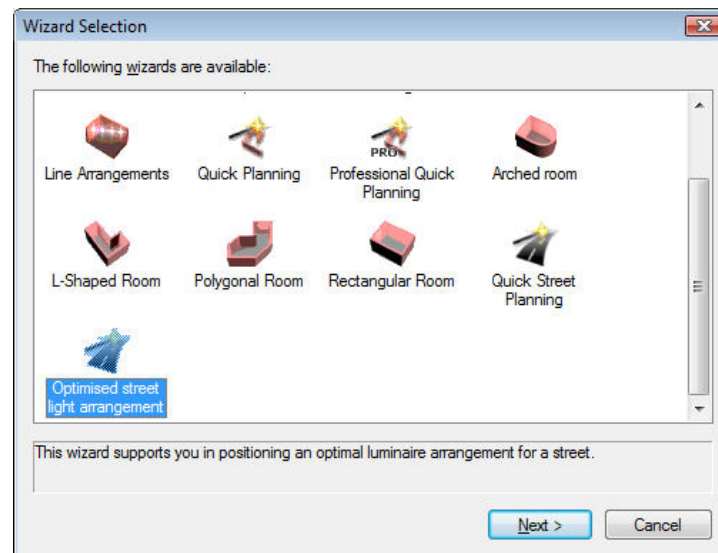 Wizard Selection
The following wizards are available:
Line Arrangements
Quick Planning
PRO
Professional Quick
Planning
Arched room
L-Shaped Room
Polygonal Room
Rectangular Room
Quick Street
Planning
Optimised street
light arrangement
This wizard supports you in positioning an optimal luminaire arrangement for a street.
Next >
Cancel